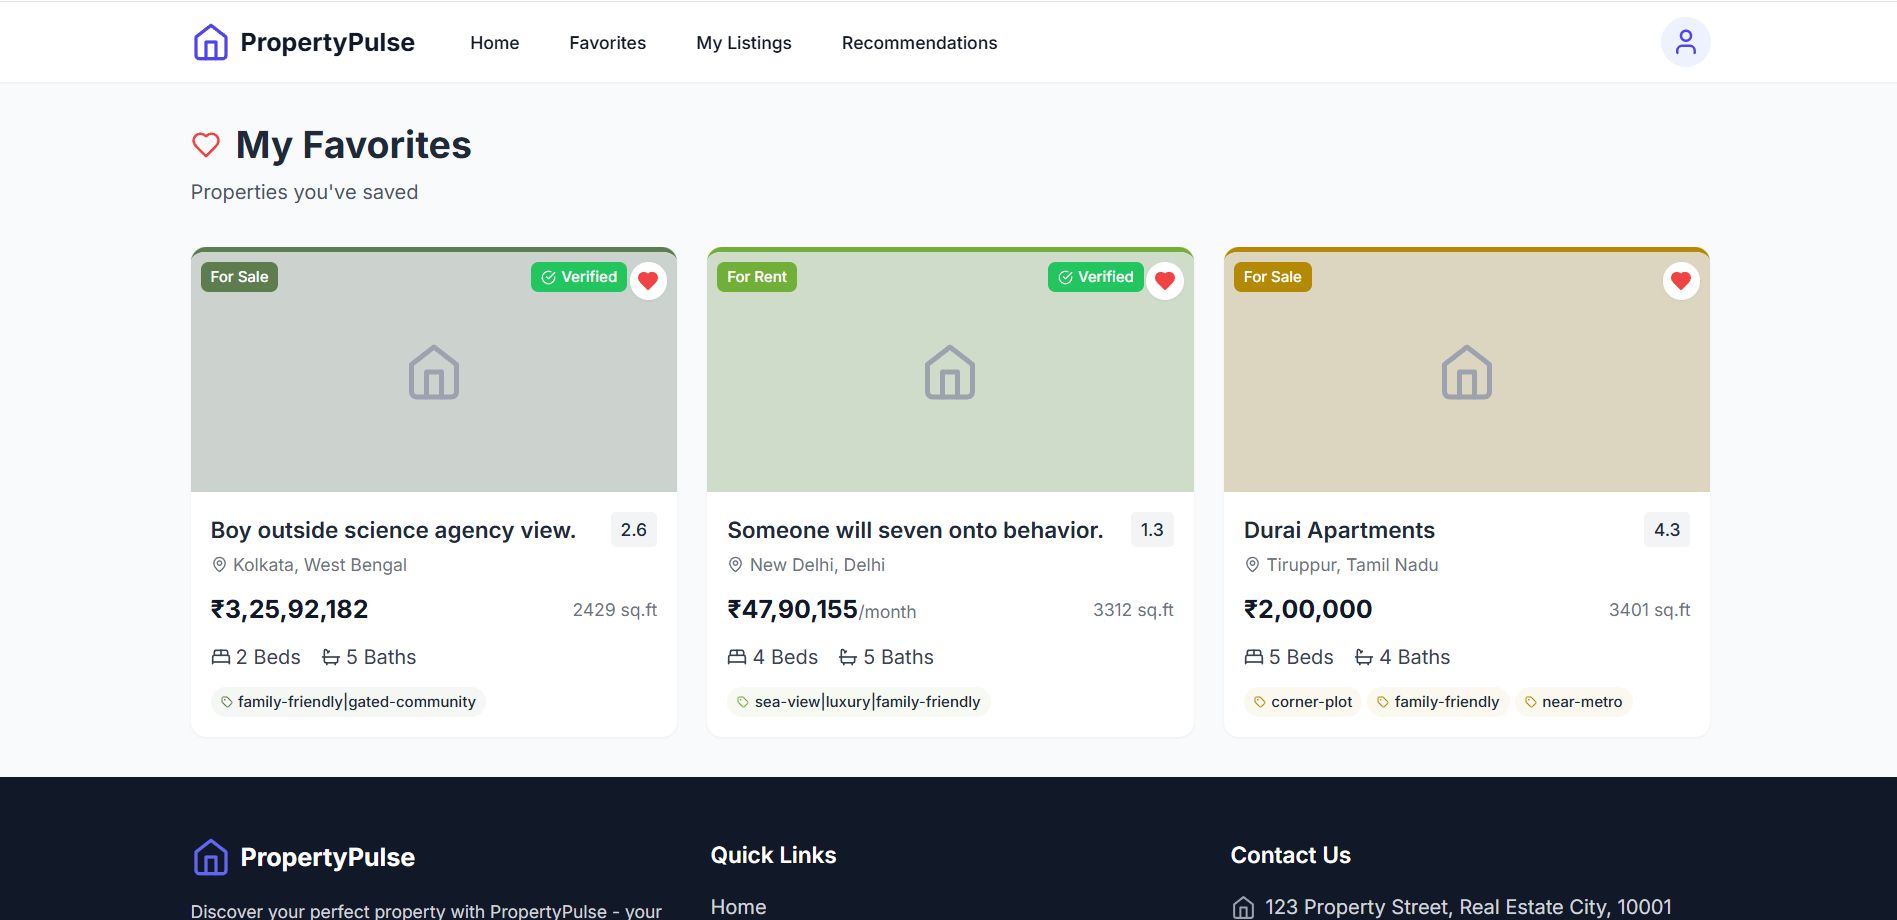 PropertyPulse Home Favorites My Listings Recommendations
My Favorites
Properties you've saved
For Sale Verified
Boy outside science agency view. 2.6
Kolkata, West Bengal
₹3,25,92,182 2429 sq.ft
2 Beds 5 Baths
family-friendly|gated-community
For Rent Verified
Someone will seven onto behavior. 1.3
New Delhi, Delhi
₹47,90,155/month 3312 sq.ft
4 Beds 5 Baths
sea-view|luxury|family-friendly
For Sale
Durai Apartments 4.3
Tiruppur, Tamil Nadu
₹2,00,000 3401 sq.ft
5 Beds 4 Baths
corner-plot family-friendly near-metro
PropertyPulse
Discover your perfect property with PropertyPulse - your
Quick Links
Home
Contact Us
123 Property Street, Real Estate City, 10001